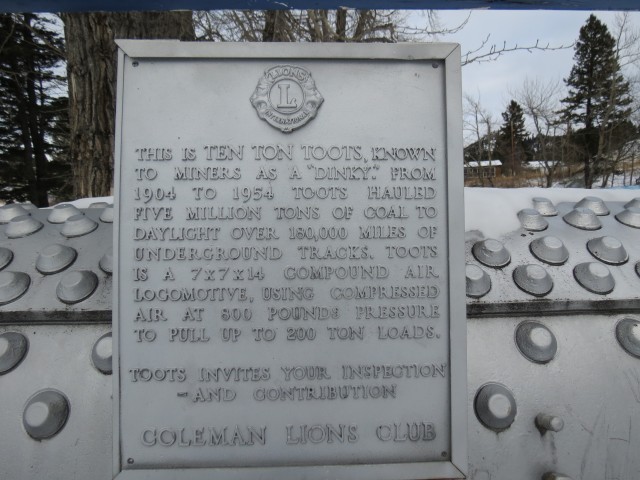 LIONS
L
INTERNATIONAL
THIS IS TEN TON TOOTS, KNOWN
TO MINERS AS A "DINKY." FROM
1904 TO 1954 TOOTS HAULED
FIVE MILLION TONS OF COAL TO
DAYLIGHT OVER 180,000 MILES OF
UNDERGROUND TRACKS. TOOTS
IS A 7x7x14 COMPOUND AIR
LOCOMOTIVE, USING COMPRESSED
AIR AT 800 POUNDS PRESSURE
TO PULL UP TO 200 TON LOADS.
TOOTS INVITES YOUR INSPECTION
AND CONTRIBUTION
COLEMAN LIONS CLUB